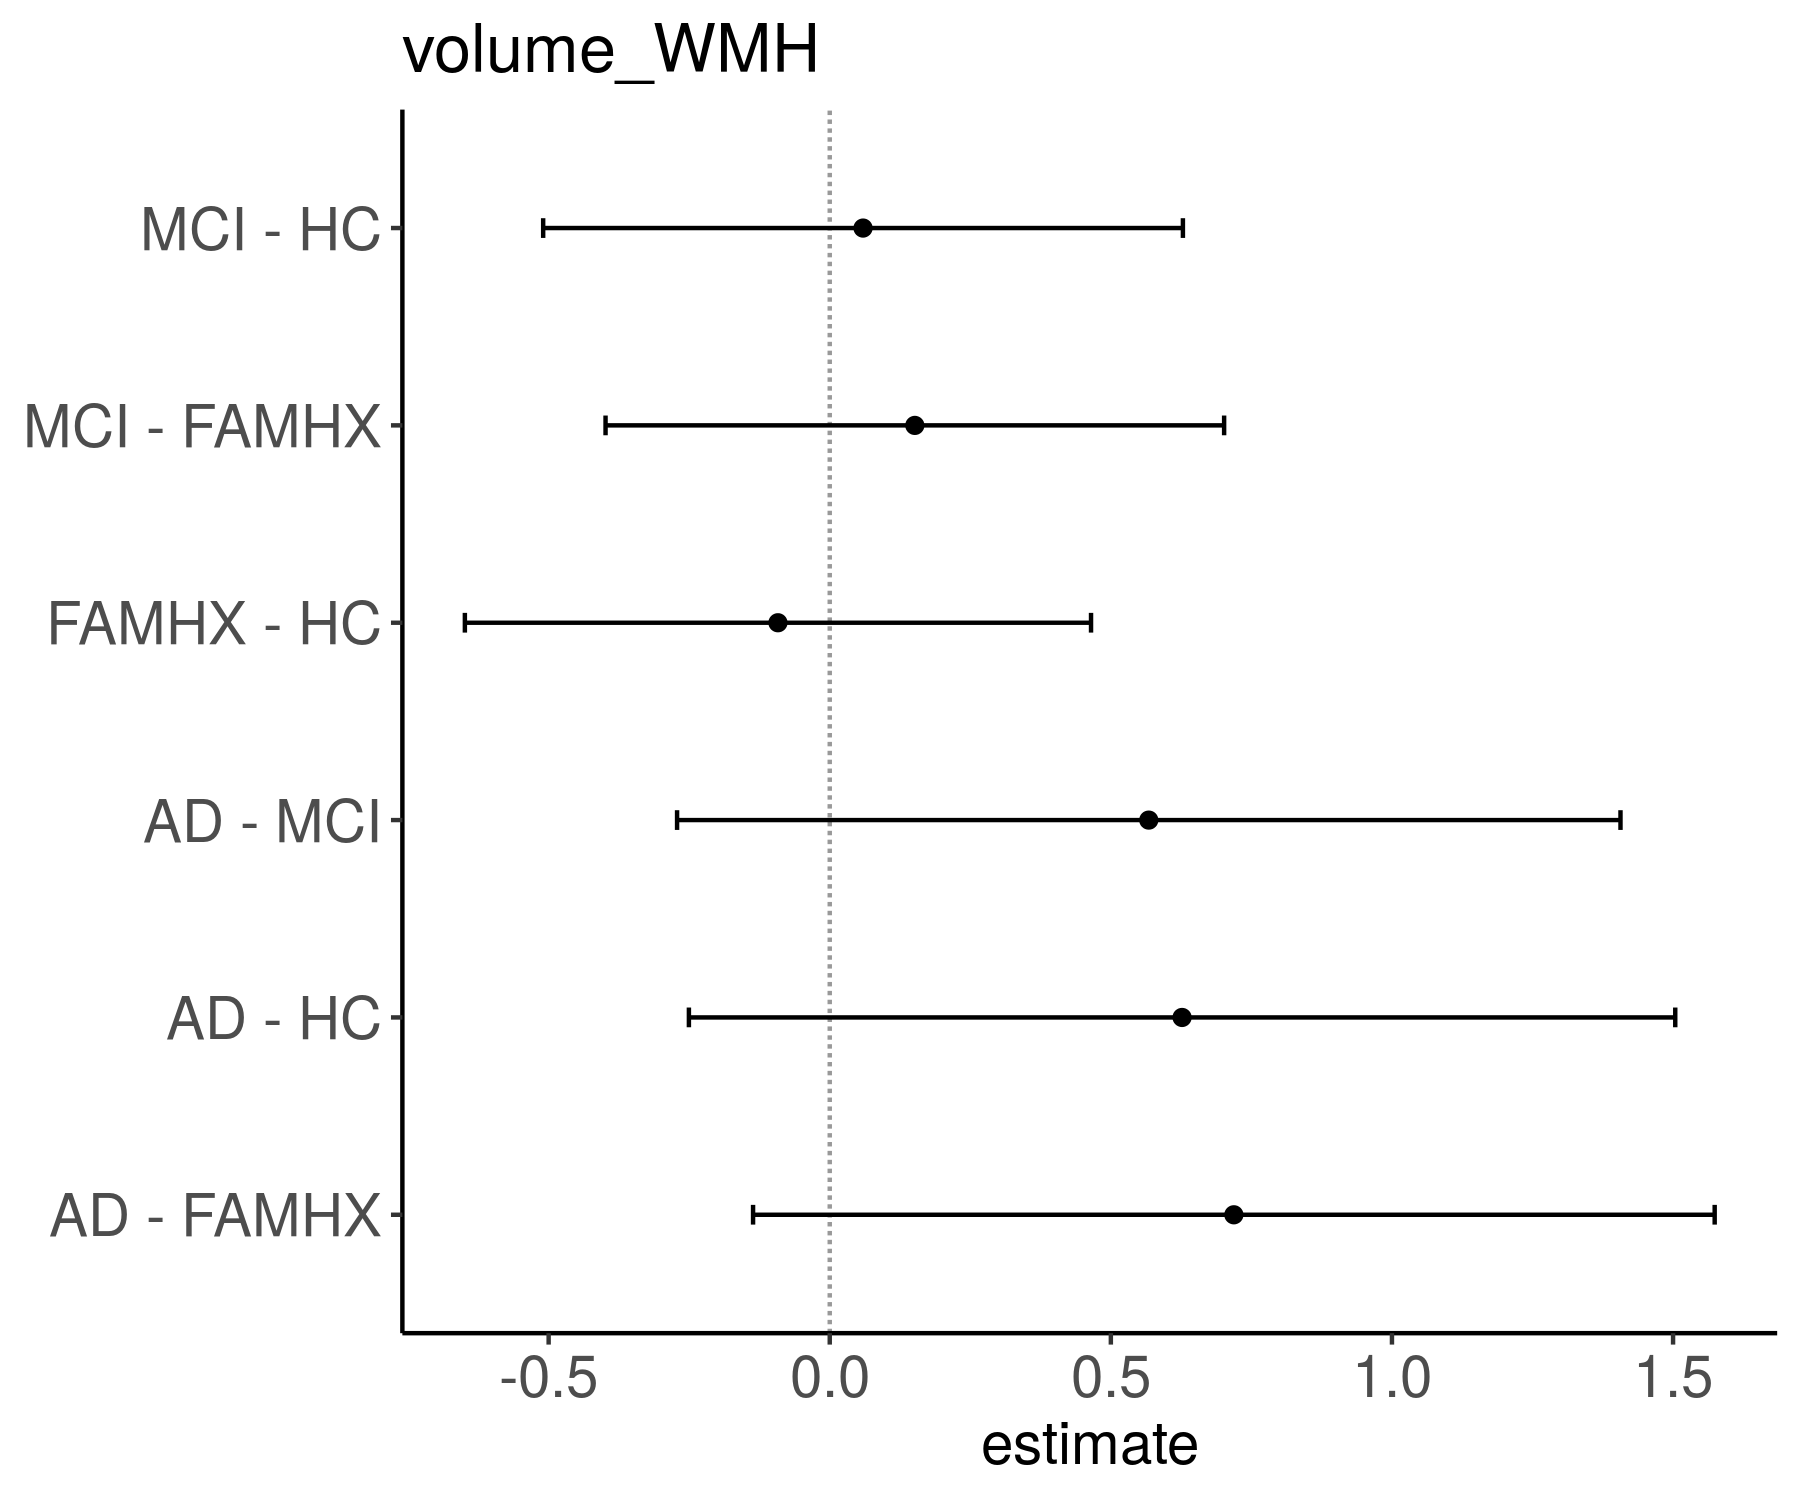 volume_WMH
MCI - HC
MCI - FAMHX
FAMHX - HC
AD - MCI
AD - HC
AD - FAMHX
-0.5 0.0 0.5 1.0 1.5
estimate